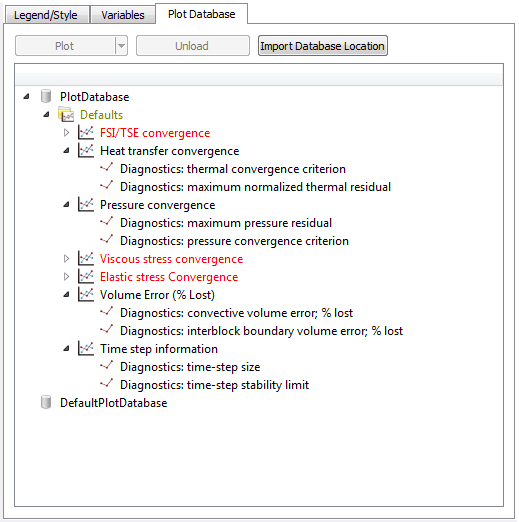 Legend/Style Variables Plot Database
Plot Unload Import Database Location
PlotDatabase
Defaults
FSI/TSE convergence
Heat transfer convergence
Diagnostics: thermal convergence criterion
Diagnostics: maximum normalized thermal residual
Pressure convergence
Diagnostics: maximum pressure residual
Diagnostics: pressure convergence criterion
Viscous stress convergence
Elastic stress Convergence
Volume Error (% Lost)
Diagnostics: convective volume error; % lost
Diagnostics: interblock boundary volume error; % lost
Time step information
Diagnostics: time-step size
Diagnostics: time-step stability limit
DefaultPlotDatabase